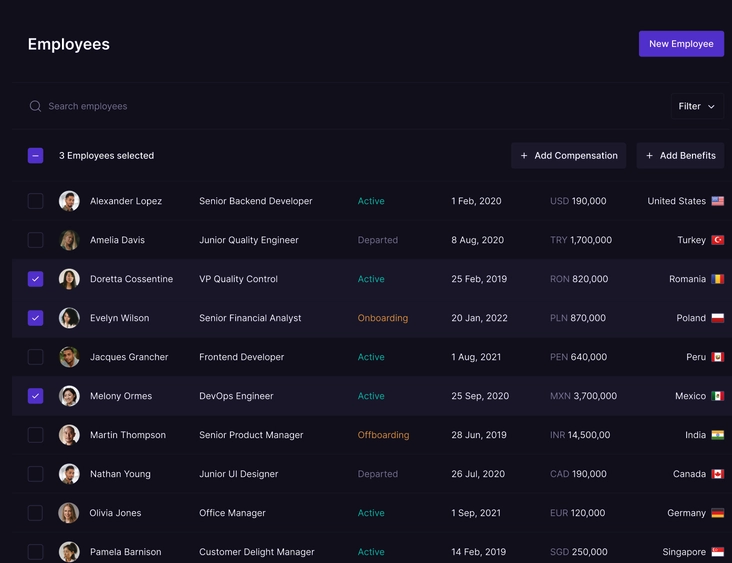 Employees
New Employee
Search employees
Filter
3 Employees selected
+ Add Compensation
+ Add Benefits
Alexander Lopez Senior Backend Developer Active 1 Feb, 2020 USD 190,000 United States
Amelia Davis Junior Quality Engineer Departed 8 Aug, 2020 TRY 1,700,000 Turkey
Doretta Cossentine VP Quality Control Active 25 Feb, 2019 RON 820,000 Romania
Evelyn Wilson Senior Financial Analyst Onboarding 20 Jan, 2022 PLN 870,000 Poland
Jacques Grancher Frontend Developer Active 1 Aug, 2021 PEN 640,000 Peru
Melony Ormes DevOps Engineer Active 25 Sep, 2020 MXN 3,700,000 Mexico
Martin Thompson Senior Product Manager Offboarding 28 Jun, 2019 INR 14,500,00 India
Nathan Young Junior UI Designer Departed 26 Jul, 2020 CAD 190,000 Canada
Olivia Jones Office Manager Active 1 Sep, 2021 EUR 120,000 Germany
Pamela Barnison Customer Delight Manager Active 14 Feb, 2019 SGD 250,000 Singapore